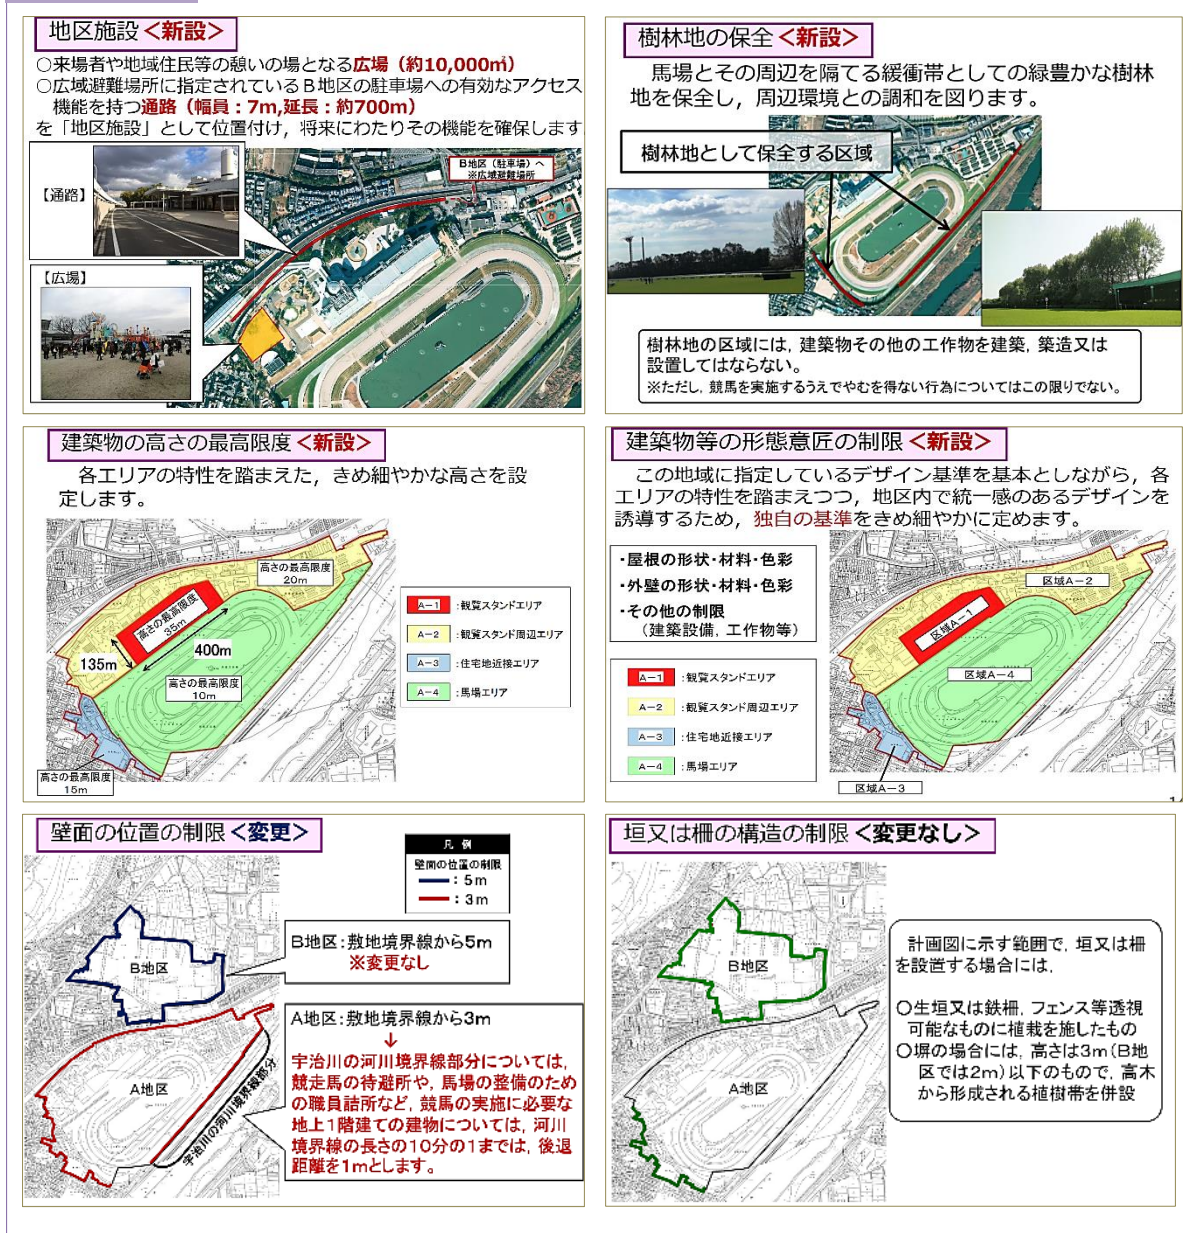 地区施設＜新設＞
○来場者や地域住民等の憩いの場となる広場（約10,000㎡）
○広域避難場所に指定されているＢ地区の駐車場への有効なアクセス
機能を持つ通路（幅員：7m,延長：約700m）
を「地区施設」として位置付け，将来にわたりその機能を確保します
【通路】
Ｂ地区（駐車場）へ
※広域避難場所
【広場】
樹林地の保全＜新設＞
馬場とその周辺を隔てる緩衝帯としての緑豊かな樹林
地を保全し，周辺環境との調和を図ります。
樹林地として保全する区域
樹林地の区域には，建築物その他の工作物を建築，築造又は
設置してはならない。
※ただし，競馬を実施するうえでやむを得ない行為についてはこの限りでない。
建築物の高さの最高限度＜新設＞
各エリアの特性を踏まえた，きめ細やかな高さを設
定します。
高さの最高限度
20m
高さの最高限度
35m
400m
135m
高さの最高限度
10m
高さの最高限度
15m
A－1 ：観覧スタンドエリア
A－2 ：観覧スタンド周辺エリア
A－3 ：住宅地近接エリア
A－4 ：馬場エリア
建築物等の形態意匠の制限＜新設＞
この地域に指定しているデザイン基準を基本としながら，各
エリアの特性を踏まえつつ，地区内で統一感のあるデザインを
誘導するため，独自の基準をきめ細やかに定めます。
・屋根の形状・材料・色彩
・外壁の形状・材料・色彩
・その他の制限
（建築設備，工作物等）
A－1 ：観覧スタンドエリア
A－2 ：観覧スタンド周辺エリア
A－3 ：住宅地近接エリア
A－4 ：馬場エリア
区域A－2
区域A－1
区域A－4
区域A－3
壁面の位置の制限＜変更＞
凡 例
壁面の位置の制限
：5m
：3m
B地区
B地区：敷地境界線から5m
※変更なし
A地区
宇治川の河川境界線部分
A地区：敷地境界線から3m
↓
宇治川の河川境界線部分については，
競走馬の待避所や，馬場の整備のため
の職員詰所など，競馬の実施に必要な
地上1階建ての建物については，河川
境界線の長さの10分の1までは，後退
距離を1mとします。
垣又は柵の構造の制限＜変更なし＞
B地区
A地区
計画図に示す範囲で，垣又は柵
を設置する場合には，
○生垣又は鉄柵，フェンス等透視
可能なものに植栽を施したもの
○塀の場合には，高さは3m（B地
区では2m）以下のもので，高木
から形成される植樹帯を併設